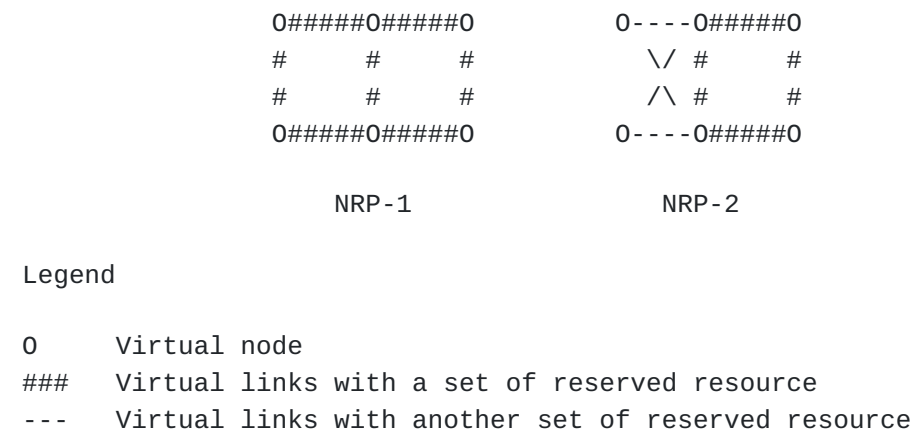 O#####O#####O         O----O#####O
#     #     #           \/ #     #
#     #     #           /\ #     #
O#####O#####O         O----O#####O
NRP-1                    NRP-2
Legend
O     Virtual node
###   Virtual links with a set of reserved resource
---   Virtual links with another set of reserved resource